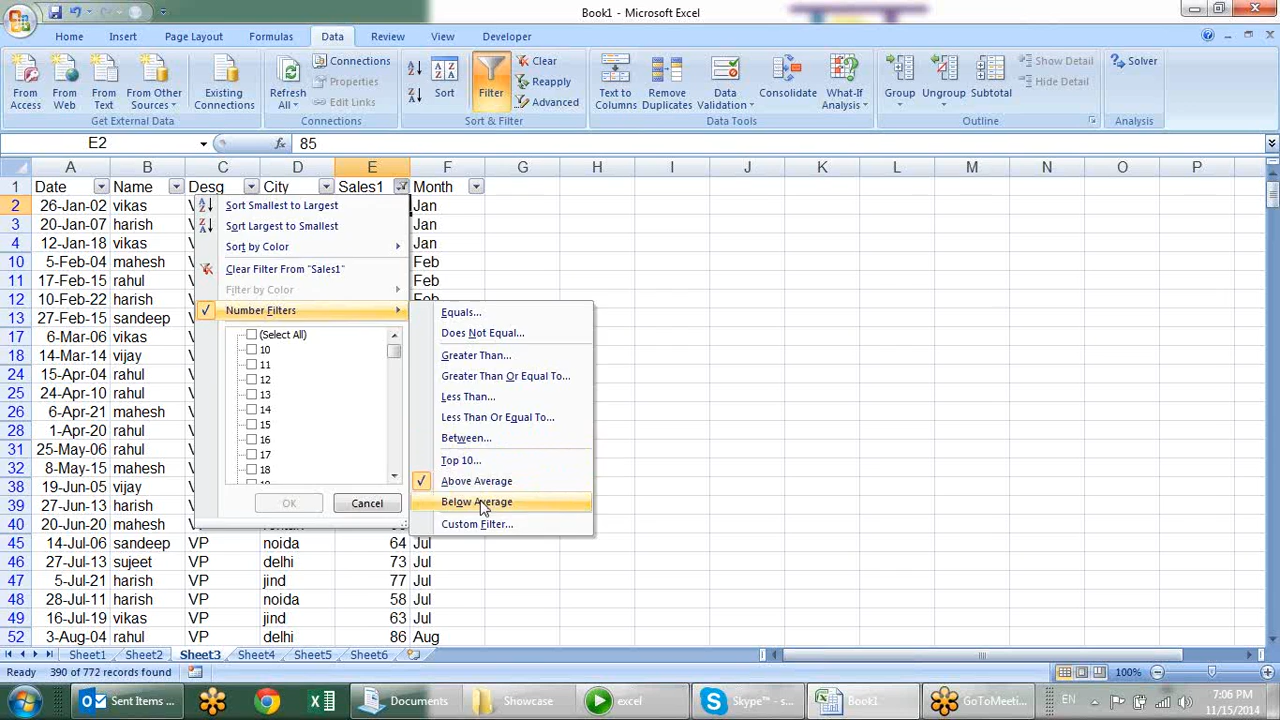 Book1 - Microsoft Excel
Home Insert Page Layout Formulas Data Review View Developer
From Access
From Web
From Text
From Other Sources
Existing Connections
Get External Data
Refresh All
Connections
Properties
Edit Links
Connections
Sort
Filter
Clear
Reapply
Advanced
Sort & Filter
Text to Columns
Remove Duplicates
Data Validation
Consolidate
What-If Analysis
Data Tools
Group
Ungroup
Subtotal
Show Detail
Hide Detail
Outline
Solver
Analysis
E2 fx 85
A B C D E F G H I J K L M N O P
1 Date Name Desg City Sales1 Month
2 26-Jan-02 vikas Jan
3 20-Jan-07 harish Jan
4 12-Jan-18 vikas Jan
10 5-Feb-04 mahesh Feb
11 17-Feb-15 rahul Feb
12 10-Feb-22 harish Feb
13 27-Feb-15 sandeep
17 6-Mar-06 vikas
18 14-Mar-14 vijay
24 15-Apr-04 rahul
25 24-Apr-10 rahul
26 6-Apr-21 mahesh
28 1-Apr-20 rahul
31 25-May-06 rahul
32 8-May-15 mahesh
38 19-Jun-05 vijay
39 27-Jun-13 harish
40 26-Jun-20 mahesh
45 14-Jul-06 sandeep VP noida 64 Jul
46 27-Jul-13 sujeet VP delhi 73 Jul
47 5-Jul-21 harish VP jind 77 Jul
48 28-Jul-11 harish VP noida 58 Jul
49 16-Jul-19 vikas VP jind 63 Jul
52 3-Aug-04 rahul VP delhi 86 Aug
Sort Smallest to Largest
Sort Largest to Smallest
Sort by Color
Clear Filter From "Sales1"
Filter by Color
Number Filters
(Select All)
10
11
12
13
14
15
16
17
18
OK Cancel
Equals...
Does Not Equal...
Greater Than...
Greater Than Or Equal To...
Less Than...
Less Than Or Equal To...
Between...
Top 10...
Above Average
Below Average
Custom Filter...
Sheet1 Sheet2 Sheet3 Sheet4 Sheet5 Sheet6
Ready 390 of 772 records found 100%
Sent Items ... Documents Showcase excel Skype™ - s... Book1 GoToMeeti... EN 7:06 PM
11/15/2014